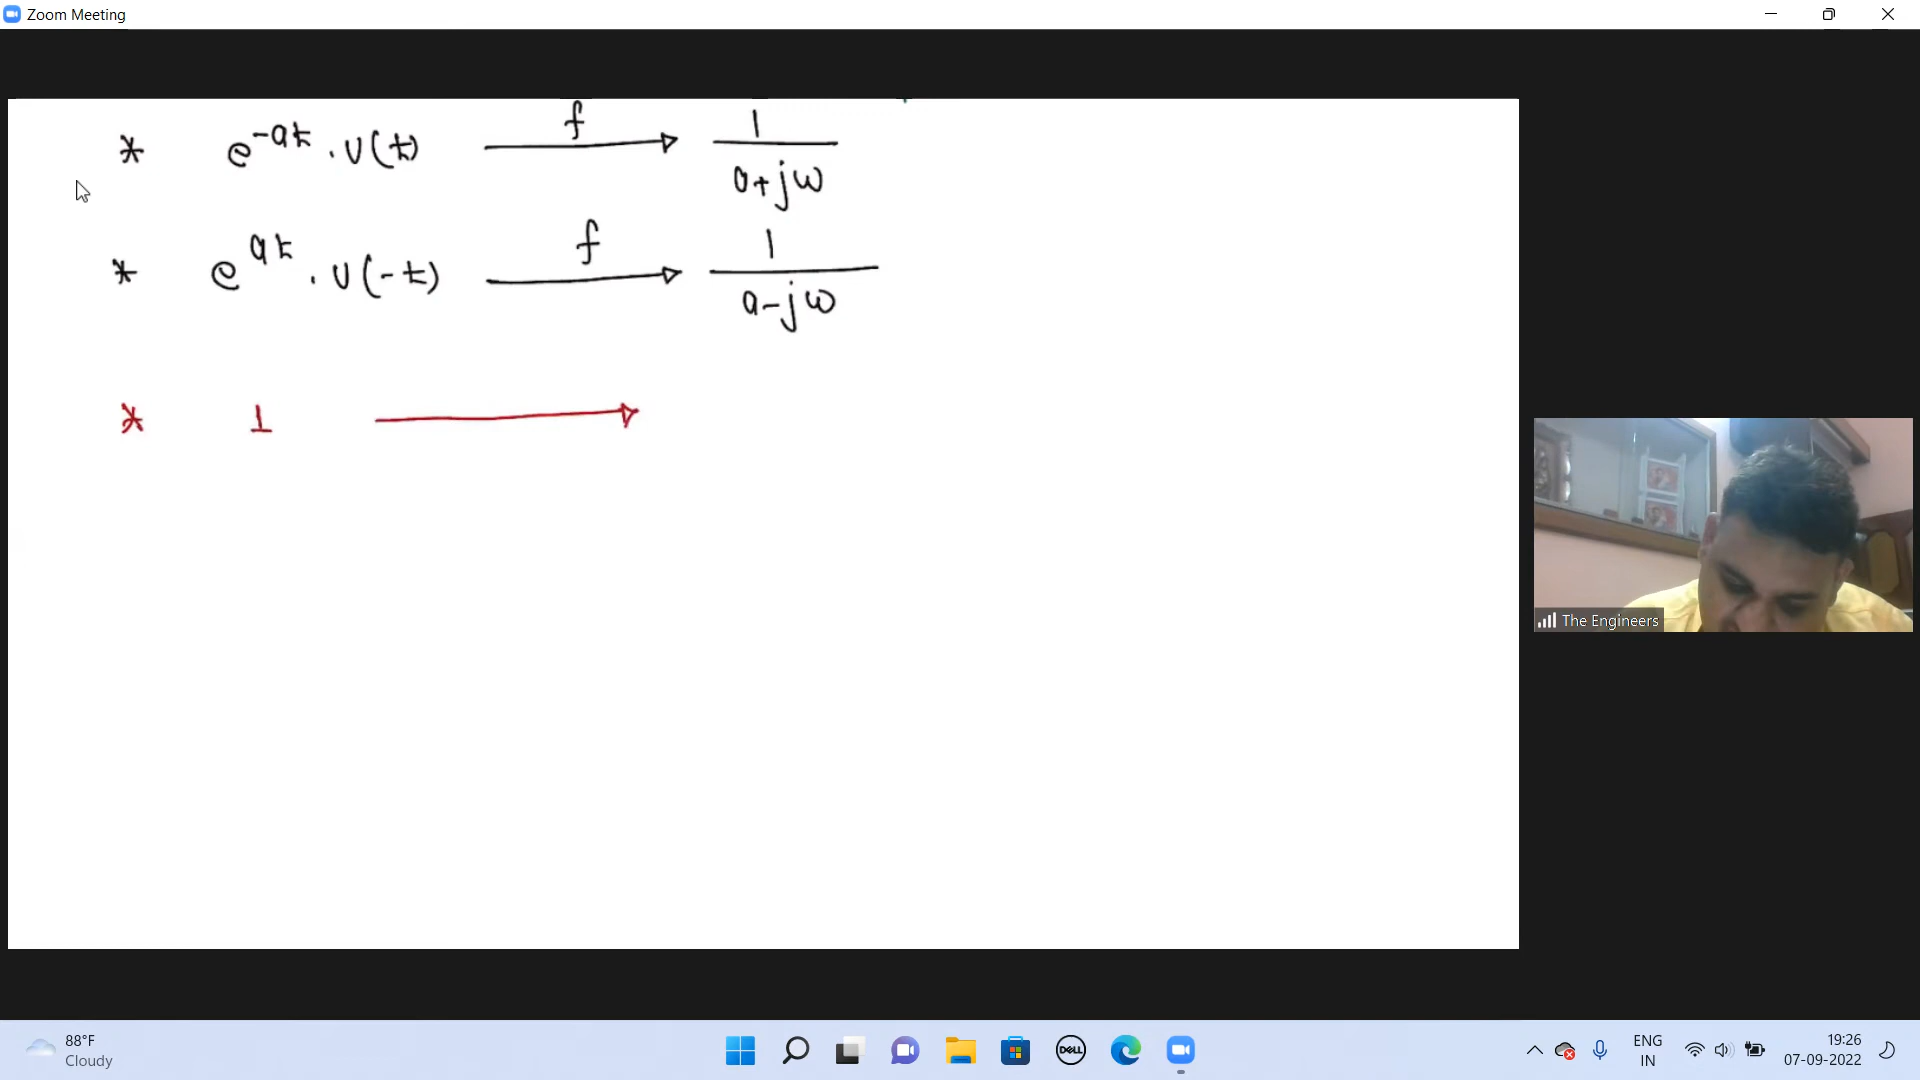 Zoom Meeting
* e^-at . u(t) f→ 1/(a+jω)
* e^at . u(-t) f→ 1/(a-jω)
* 1 →
The Engineers
88°F
Cloudy
DELL
ENG
IN
19:26
07-09-2022